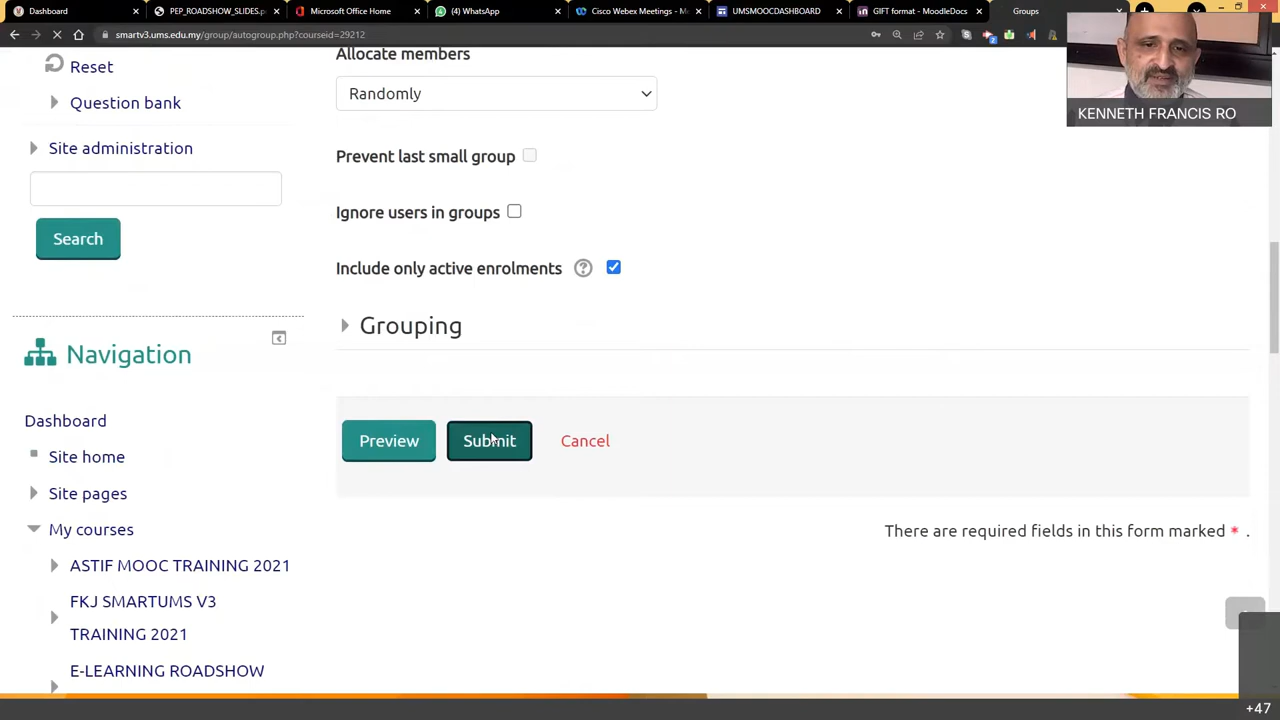 Dashboard
PEP_ROADSHOW_SLIDES.p
Microsoft Office Home
(4) WhatsApp
Cisco Webex Meetings - Me
UMSMOOCDASHBOARD
GIFT format - MoodleDocs
Groups
smartv3.ums.edu.my/group/autogroup.php?courseid=29212
KENNETH FRANCIS RO
Reset
Question bank
Site administration
Search
Navigation
Dashboard
Site home
Site pages
My courses
ASTIF MOOC TRAINING 2021
FKJ SMARTUMS V3
TRAINING 2021
E-LEARNING ROADSHOW
Allocate members
Randomly
Prevent last small group
Ignore users in groups
Include only active enrolments
Grouping
Preview
Submit
Cancel
There are required fields in this form marked * .
+47